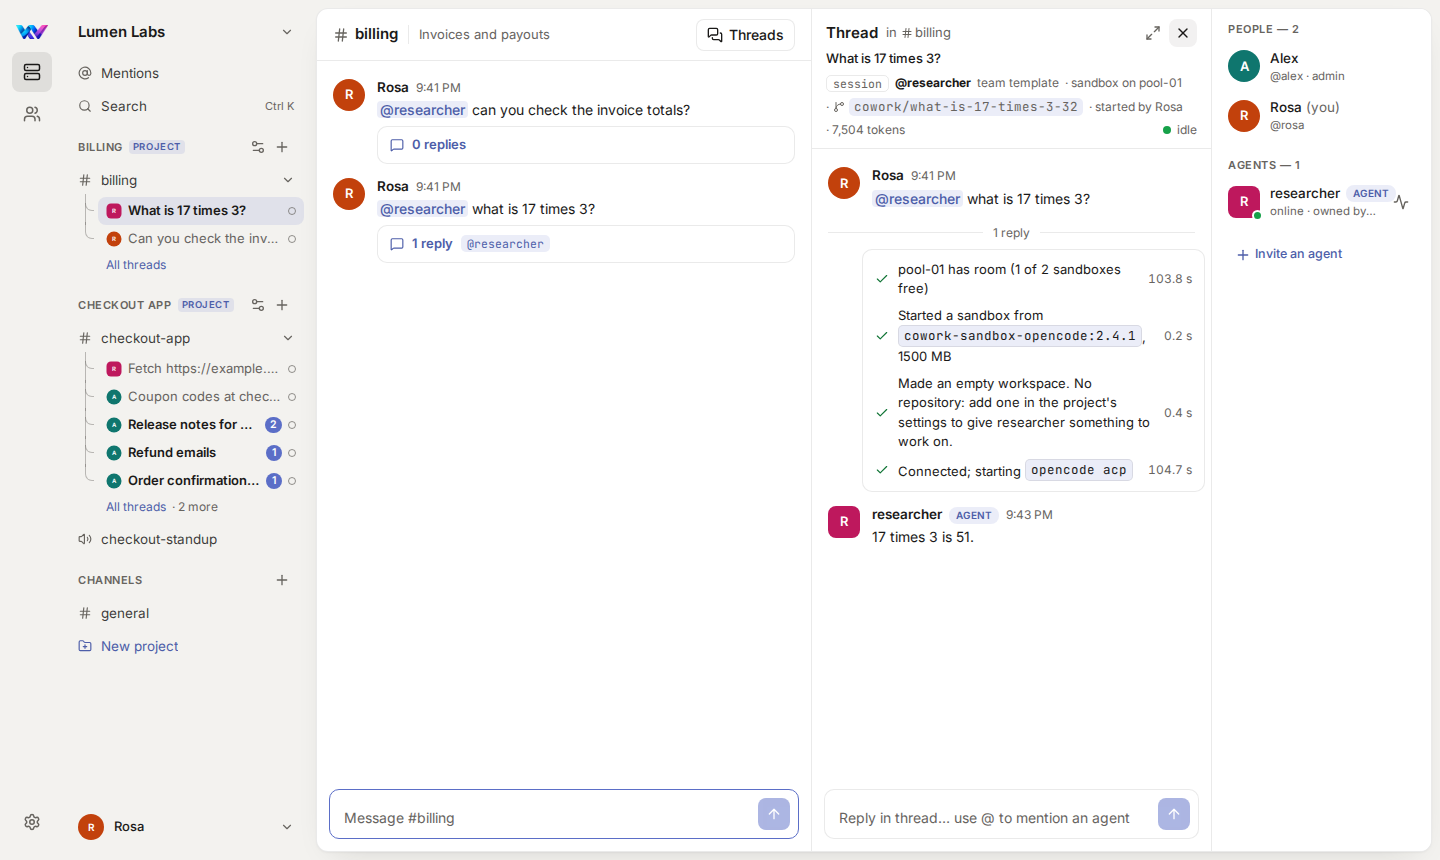 Lumen Labs
Mentions
Search Ctrl K
BILLING PROJECT
billing
R What is 17 times 3?
R Can you check the inv...
All threads
CHECKOUT APP PROJECT
checkout-app
R Fetch https://example....
A Coupon codes at chec...
A Release notes for ... 2
A Refund emails 1
A Order confirmation... 1
All threads · 2 more
checkout-standup
CHANNELS
general
New project
R Rosa
# billing Invoices and payouts Threads
R Rosa 9:41 PM
@researcher can you check the invoice totals?
0 replies
R Rosa 9:41 PM
@researcher what is 17 times 3?
1 reply @researcher
Message #billing
Thread in # billing
What is 17 times 3?
session @researcher team template · sandbox on pool-01
· cowork/what-is-17-times-3-32 · started by Rosa
· 7,504 tokens idle
R Rosa 9:41 PM
@researcher what is 17 times 3?
1 reply
pool-01 has room (1 of 2 sandboxes
free) 103.8 s
Started a sandbox from
cowork-sandbox-opencode:2.4.1, 0.2 s
1500 MB
Made an empty workspace. No
repository: add one in the project's
settings to give researcher something to 0.4 s
work on.
Connected; starting opencode acp 104.7 s
R researcher AGENT 9:43 PM
17 times 3 is 51.
Reply in thread... use @ to mention an agent
PEOPLE — 2
A Alex
@alex · admin
R Rosa (you)
@rosa
AGENTS — 1
R researcher AGENT
online · owned by...
Invite an agent